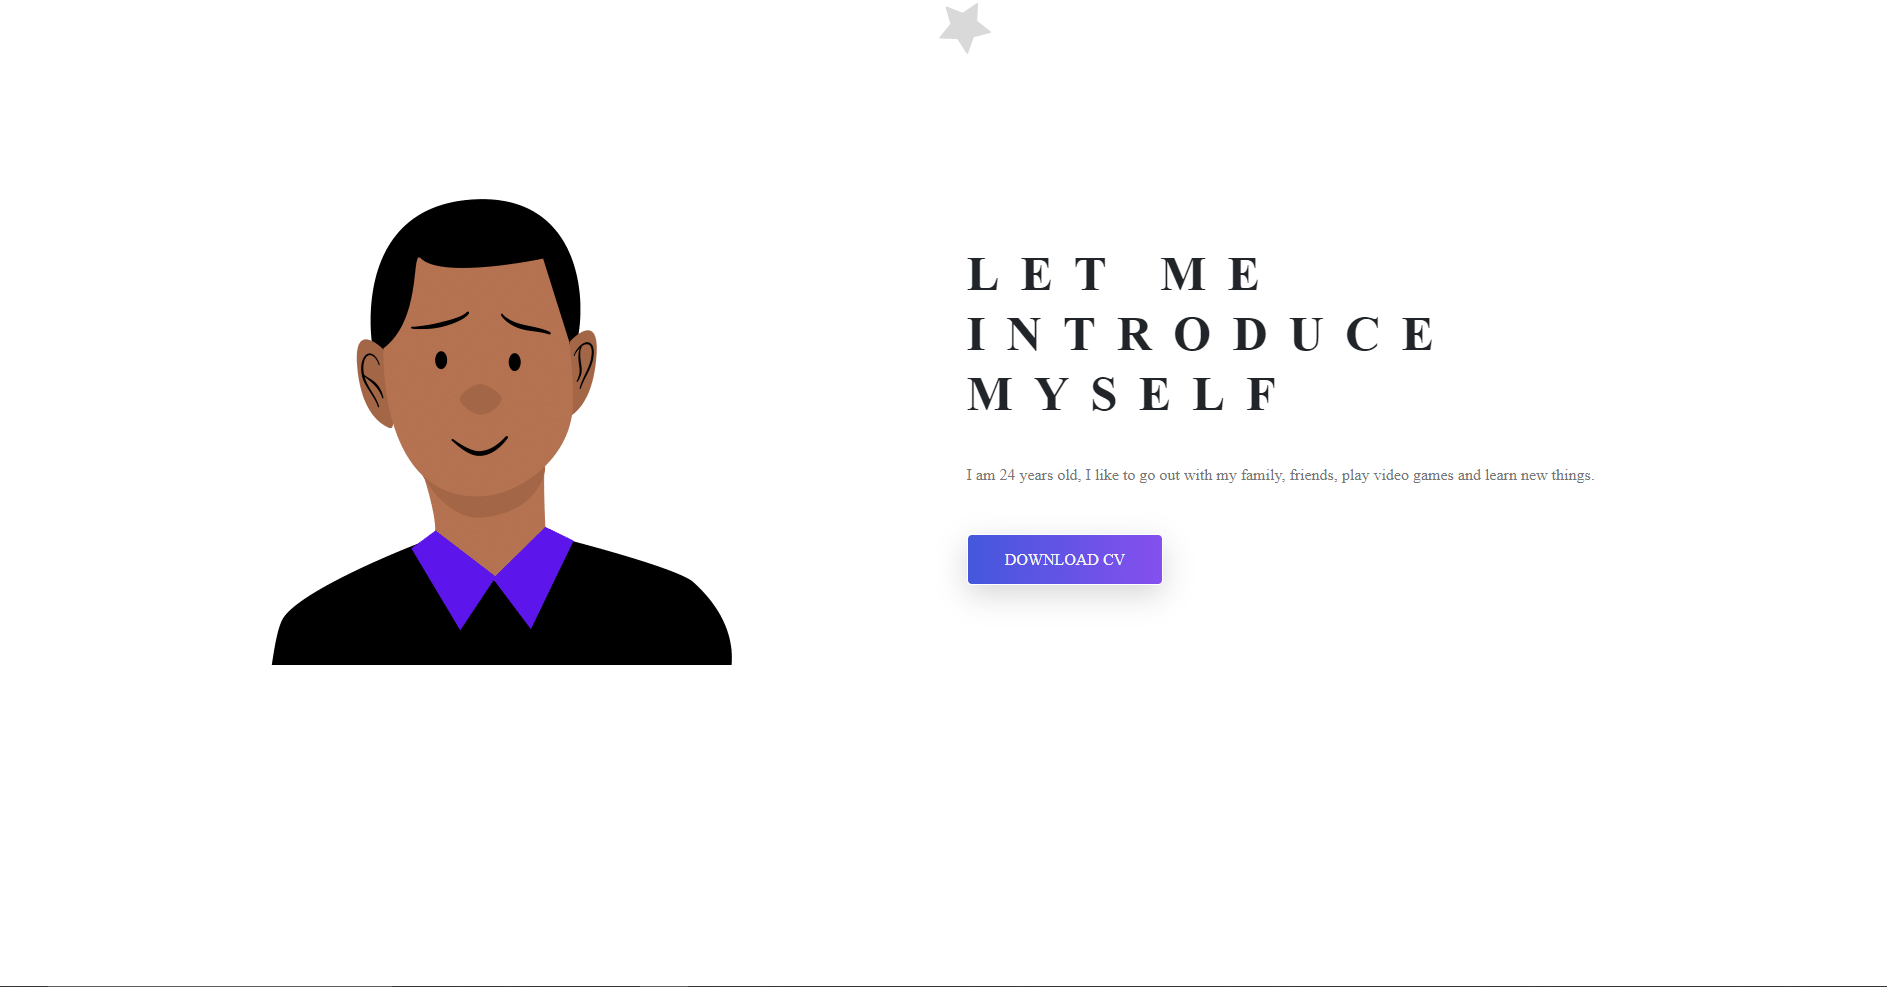 LET ME
INTRODUCE
MYSELF
I am 24 years old, I like to go out with my family, friends, play video games and learn new things.
DOWNLOAD CV